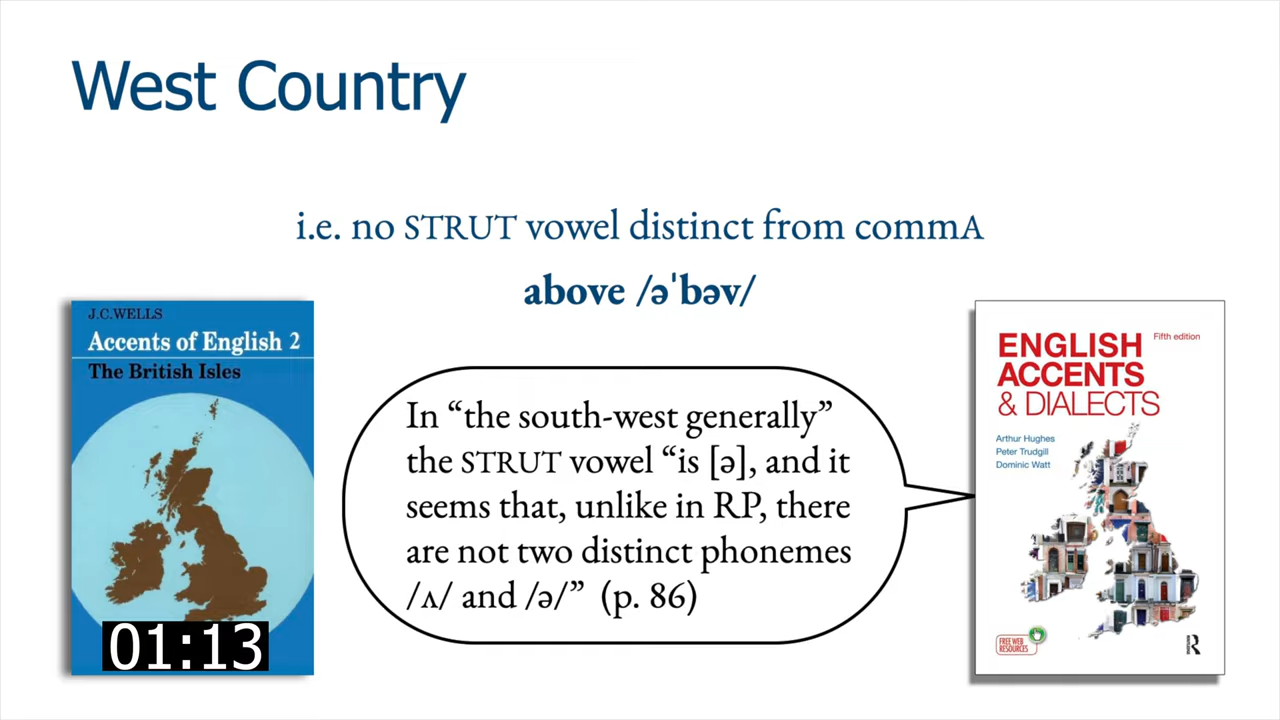 West Country
i.e. no STRUT vowel distinct from commA
above /əˈbəv/
J.C.WELLS
Accents of English 2
The British Isles
01:13
In “the south-west generally”
the STRUT vowel “is [ə], and it
seems that, unlike in RP, there
are not two distinct phonemes
/ʌ/ and /ə/” (p. 86)
ENGLISH
Fifth edition
ACCENTS
& DIALECTS
Arthur Hughes
Peter Trudgill
Dominic Watt
FREE WEB
RESOURCES
R